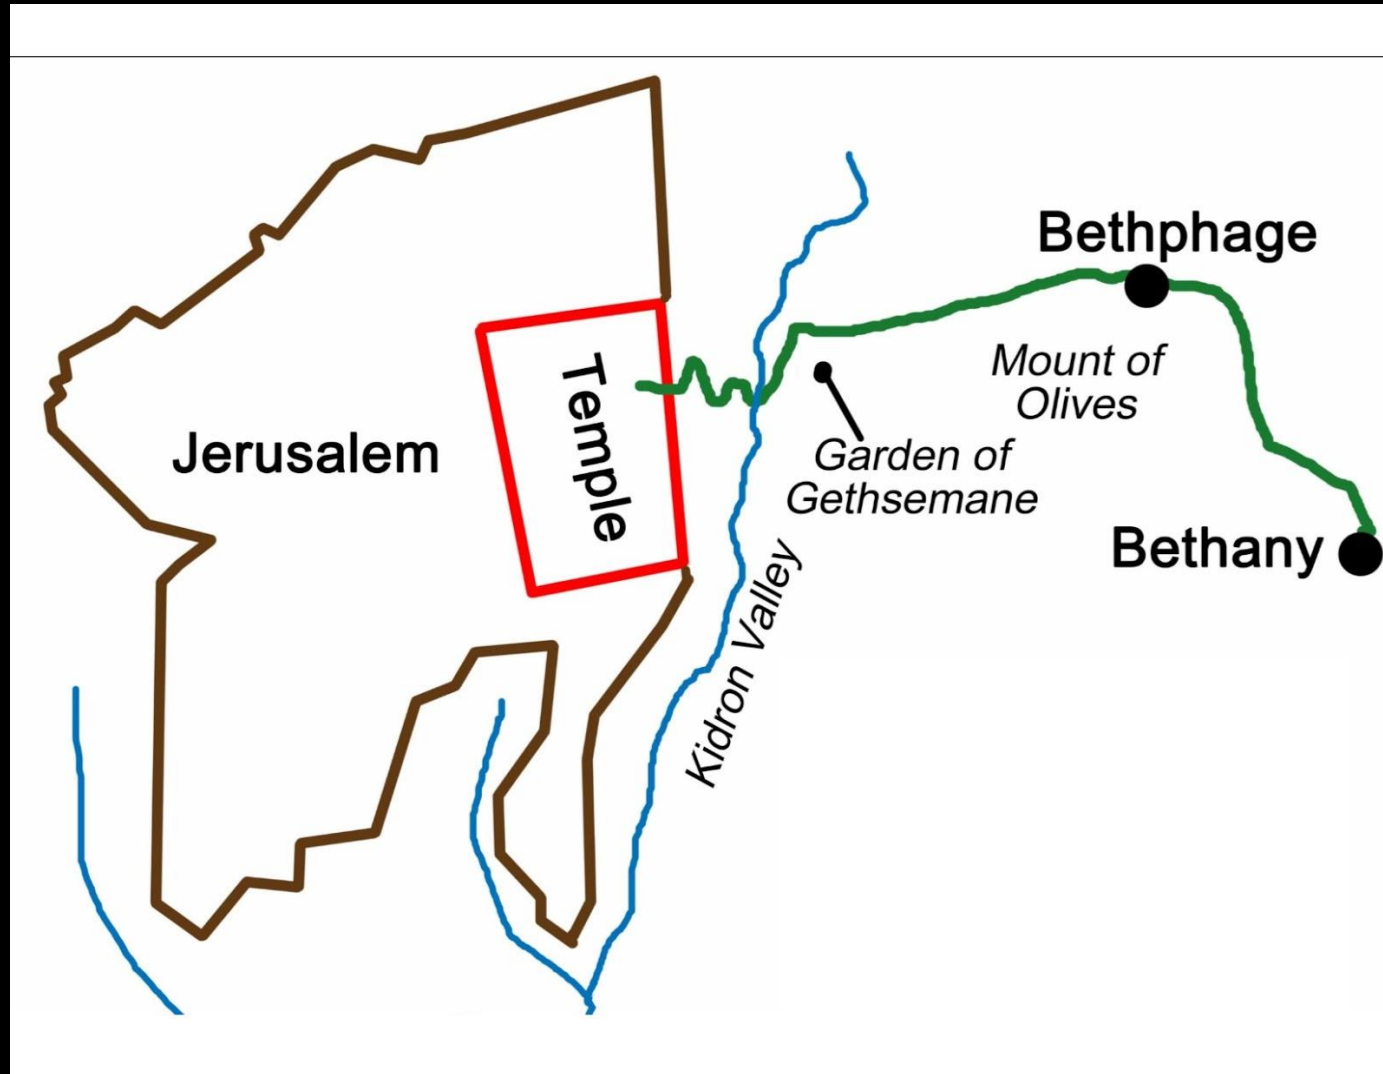 Bethphage
Mount of
Olives
Temple
Jerusalem
Garden of
Gethsemane
Bethany
Kidron Valley